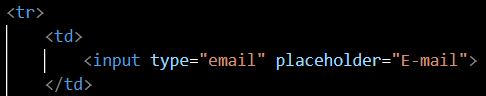 <tr>
<td>
<input type="email" placeholder="E-mail">
</td>